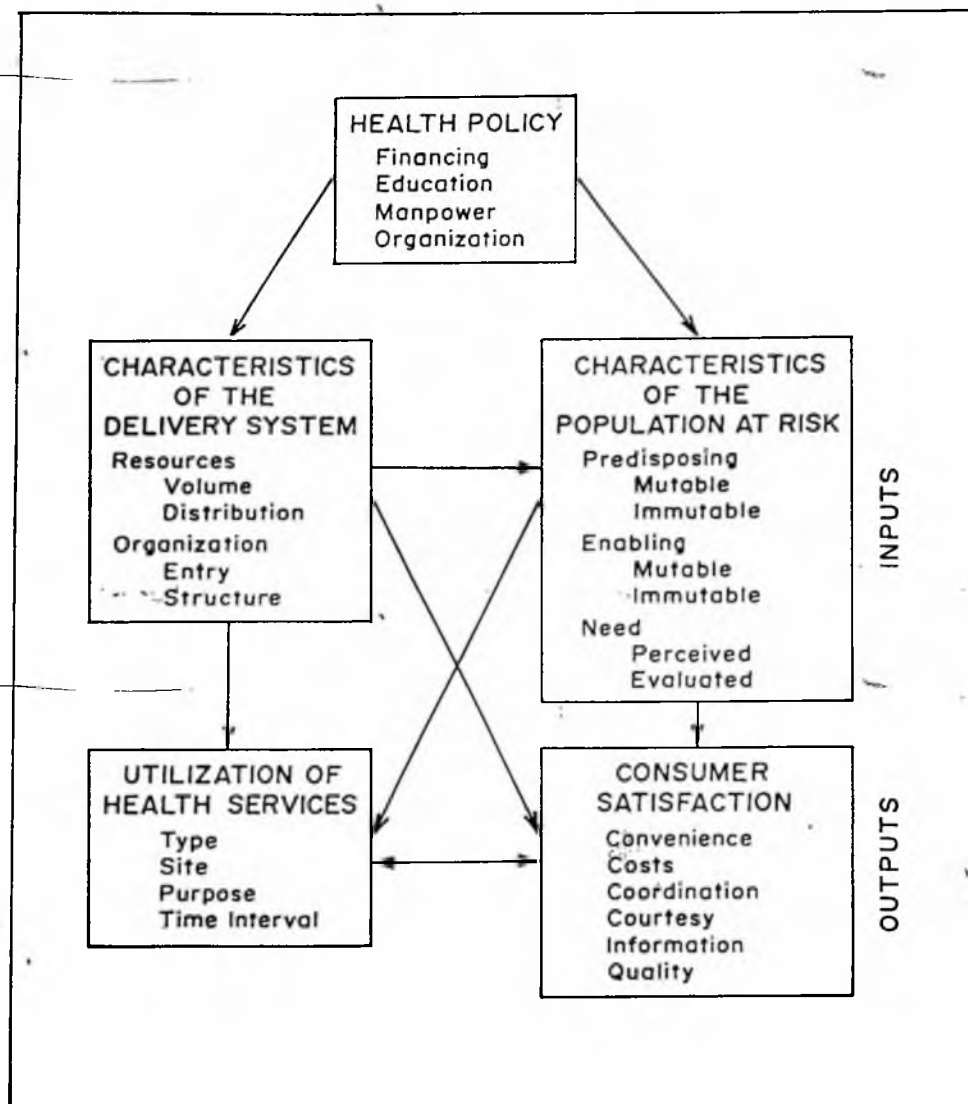 HEALTH POLICY
Financing
Education
Manpower
Organization
CHARACTERISTICS
OF THE
DELIVERY SYSTEM
Resources
Volume
Distribution
Organization
Entry
Structure
CHARACTERISTICS
OF THE
POPULATION AT RISK
Predisposing
Mutable
Immutable
Enabling
Mutable
Immutable
Need
Perceived
Evaluated
INPUTS
UTILIZATION OF
HEALTH SERVICES
Type
Site
Purpose
Time Interval
CONSUMER
SATISFACTION
Convenience
Costs
Coordination
Courtesy
Information
Quality
OUTPUTS